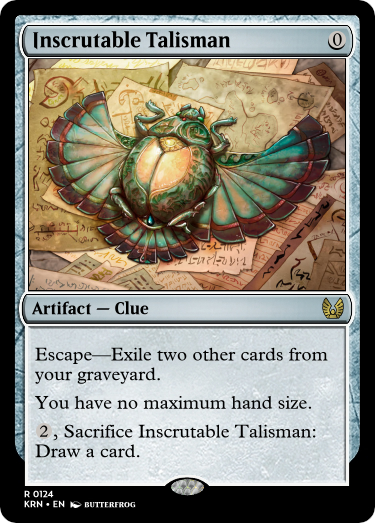 Inscrutable Talisman 0
Artifact — Clue
Escape—Exile two other cards from
your graveyard.
You have no maximum hand size.
2, Sacrifice Inscrutable Talisman:
Draw a card.
R 0124
KRN • EN BUTTERFROG